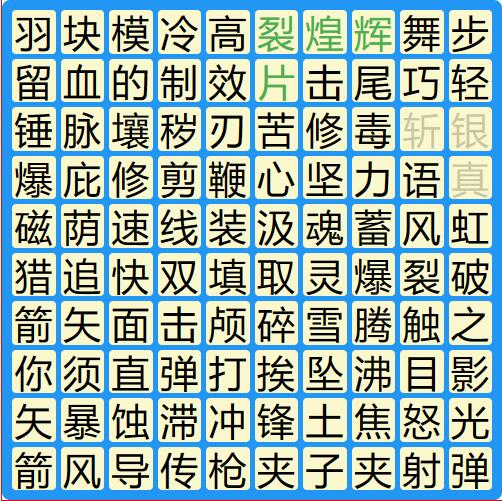 羽块模冷高裂煌辉舞步
留血的制效片击尾巧轻
锤脉壤秽刃苦修毒斩银
爆庇修剪鞭心坚力语真
磁荫速线装汲魂蓄风虹
猎追快双填取灵爆裂破
箭矢面击颅碎雪腾触之
你须直弹打挨坠沸目影
矢暴蚀滞冲锋土焦怒光
箭风导传枪夹子夹射弹